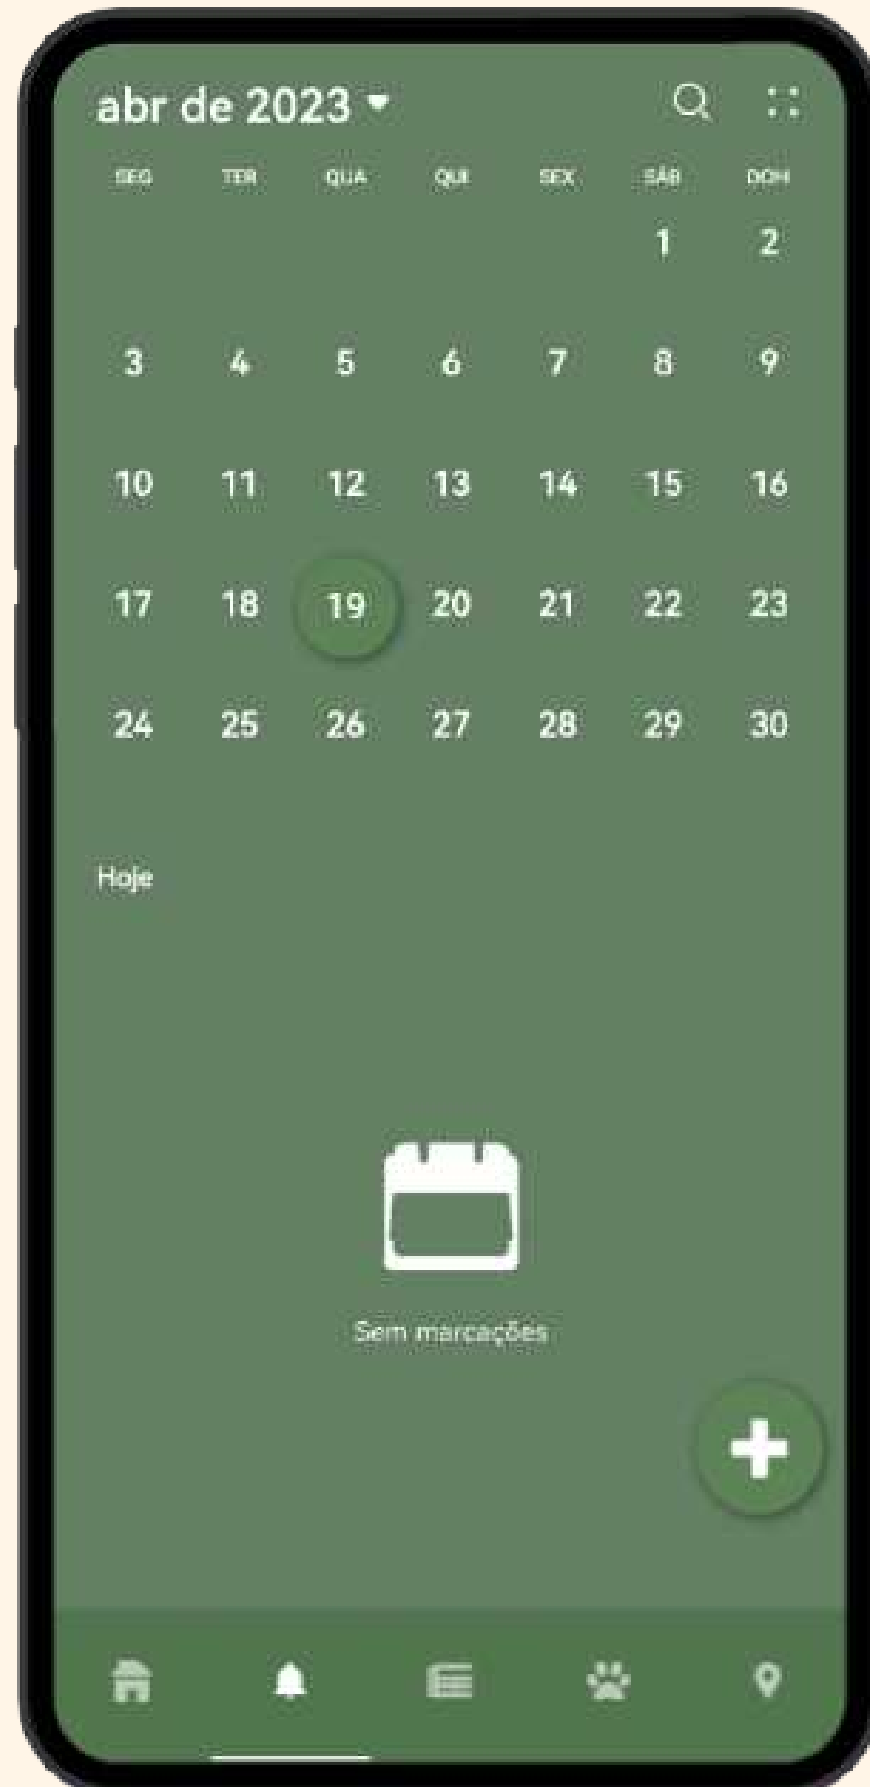 abr de 2023
SEG TER QUA QUI SEX SÁB DOM
1 2
3 4 5 6 7 8 9
10 11 12 13 14 15 16
17 18 19 20 21 22 23
24 25 26 27 28 29 30
Hoje
Sem marcações